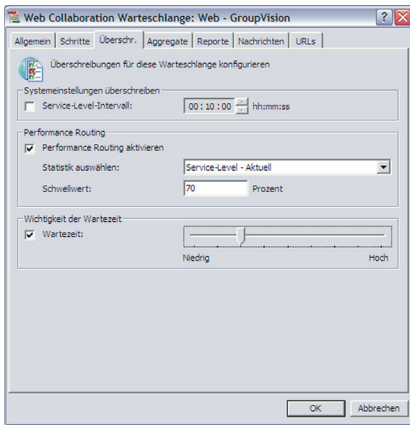 Web Collaboration Warteschlange: Web - GroupVision
Allgemein Schritte Überschr. Aggregate Reporte Nachrichten URLs
Überschreibungen für diese Warteschlange konfigurieren
Systemeinstellungen überschreiben
Service-Level-Intervall: 00:10:00 hh:mm:ss
Performance Routing
Performance Routing aktivieren
Statistik auswählen: Service-Level - Aktuell
Schwellwert: 70 Prozent
Wichtigkeit der Wartezeit
Wartezeit:
Niedrig Hoch
OK Abbrechen